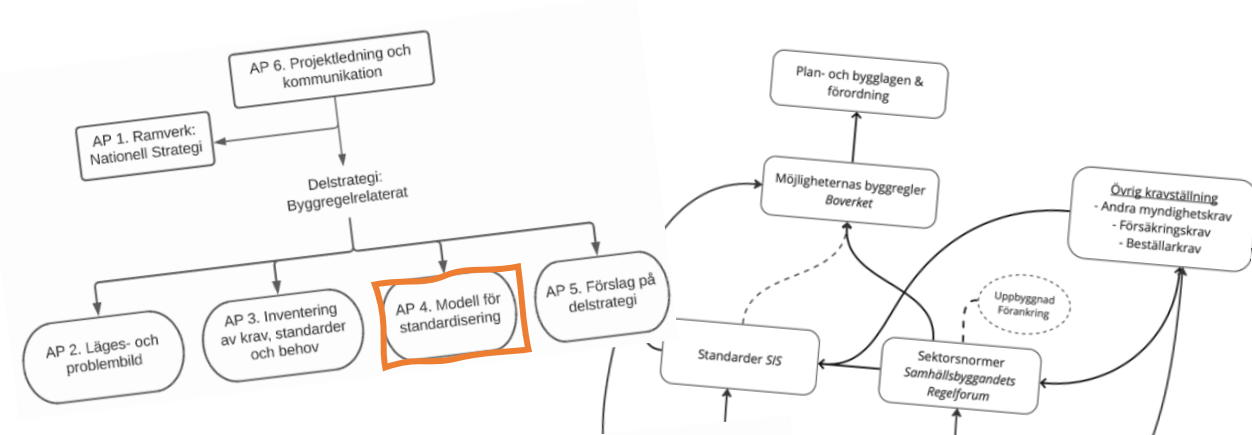 AP 6. Projektledning och
kommunikation
AP 1. Ramverk:
Nationell Strategi
Delstrategi:
Byggregelrelaterat
AP 2. Läges- och
problembild
AP 3. Inventering
av krav, standarder
och behov
AP 4. Modell för
standardisering
AP 5. Förslag på
delstrategi
Plan- och bygglagen &
förordning
Möjligheternas byggregler
Boverket
Övrig kravställning
- Andra myndighetskrav
- Försäkringskrav
- Beställarkrav
Uppbyggnad
Förankring
Standarder SIS
Sektorsnormer
Samhällsbyggandets
Regelforum